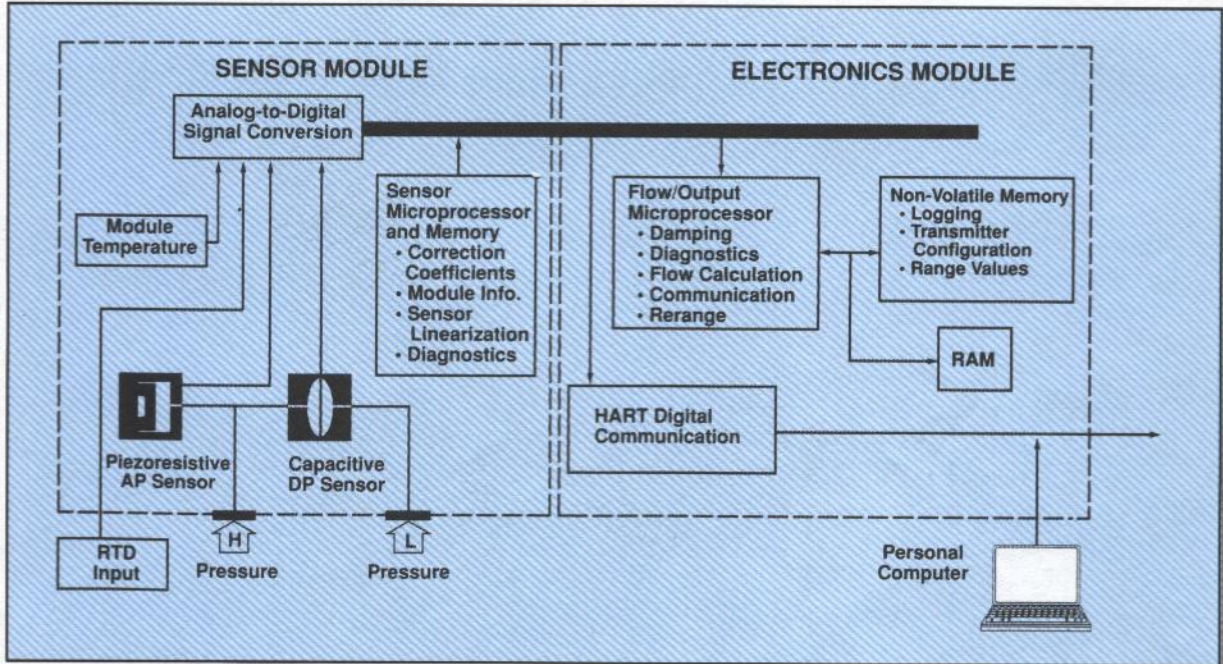 SENSOR MODULE
Analog-to-Digital
Signal Conversion
Module
Temperature
Sensor
Microprocessor
and Memory
• Correction
Coefficients
• Module Info.
• Sensor
Linearization
• Diagnostics
Piezoresistive
AP Sensor
Capacitive
DP Sensor
RTD
Input
H
Pressure
L
Pressure
ELECTRONICS MODULE
Flow/Output
Microprocessor
• Damping
• Diagnostics
• Flow Calculation
• Communication
• Rerange
Non-Volatile Memory
• Logging
• Transmitter
Configuration
• Range Values
RAM
HART Digital
Communication
Personal
Computer